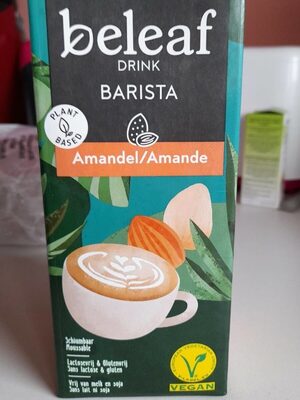 beleaf
DRINK
BARISTA
PLANT
BASED
Amandel/Amande
Schuimbaar
Moussable
Lactosevrij & Glutenvrij
Sans lactose & gluten
Vrij van melk en soja
Sans lait ni soja
VEGAN